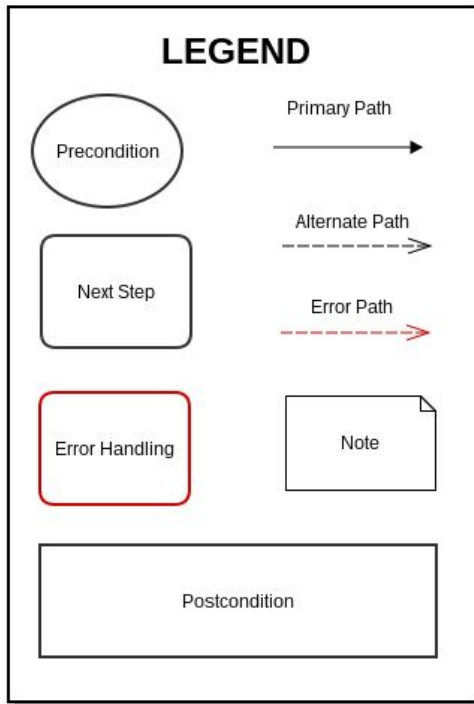 LEGEND
Precondition
Primary Path
Alternate Path
Next Step
Error Path
Error Handling
Note
Postcondition